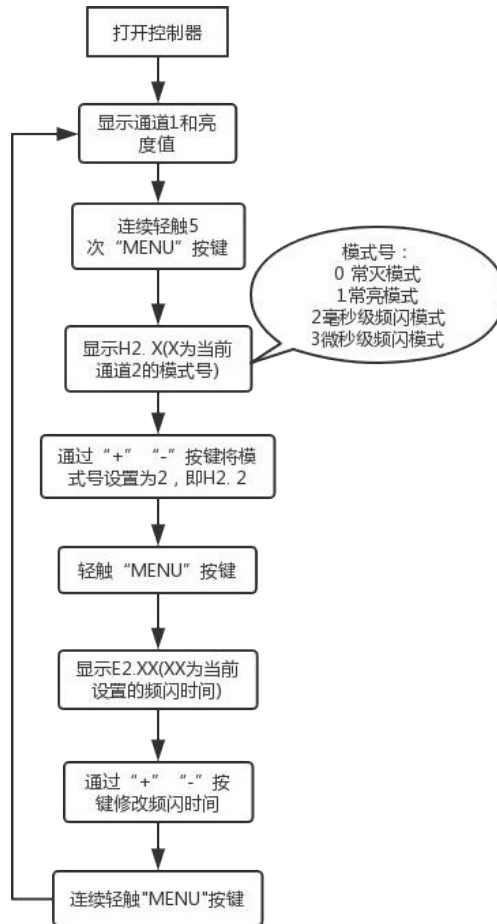 打开控制器
显示通道1和亮
度值
连续轻触5
次“MENU”按键
模式号：
0 常灭模式
1常亮模式
2毫秒级频闪模式
3微秒级频闪模式
显示H2. X(X为当前
通道2的模式号)
通过“+”“-”按键将模
式号设置为2，即H2. 2
轻触“MENU”按键
显示E2.XX(XX为当前
设置的频闪时间)
通过“+”“-”按
键修改频闪时间
连续轻触"MENU"按键